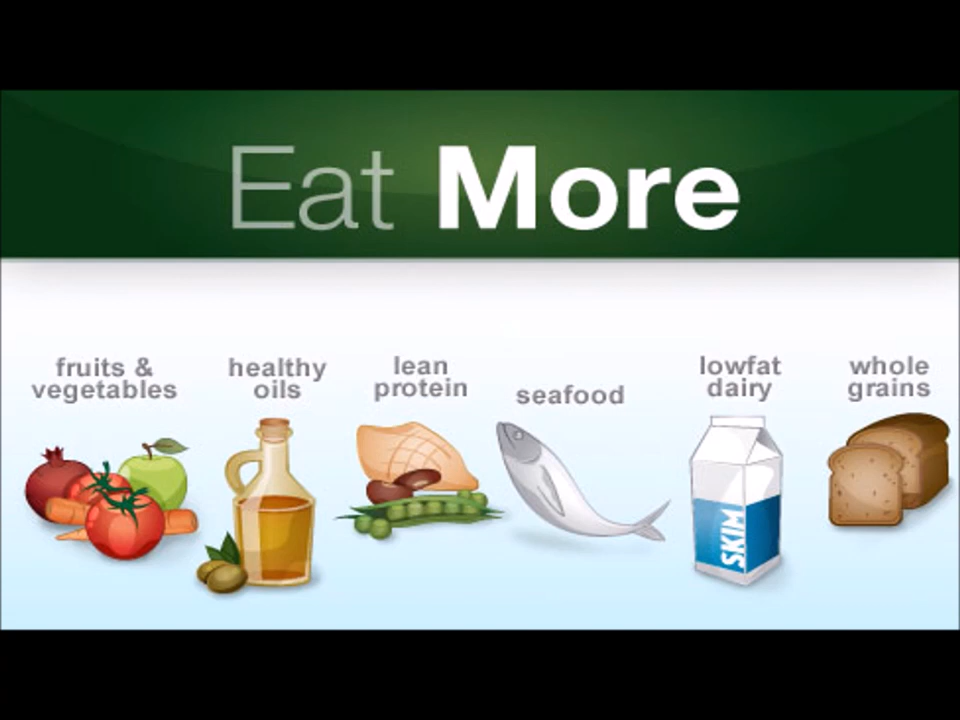 Eat More
fruits &
vegetables
healthy
oils
lean
protein
seafood
lowfat
dairy
whole
grains
SKIM